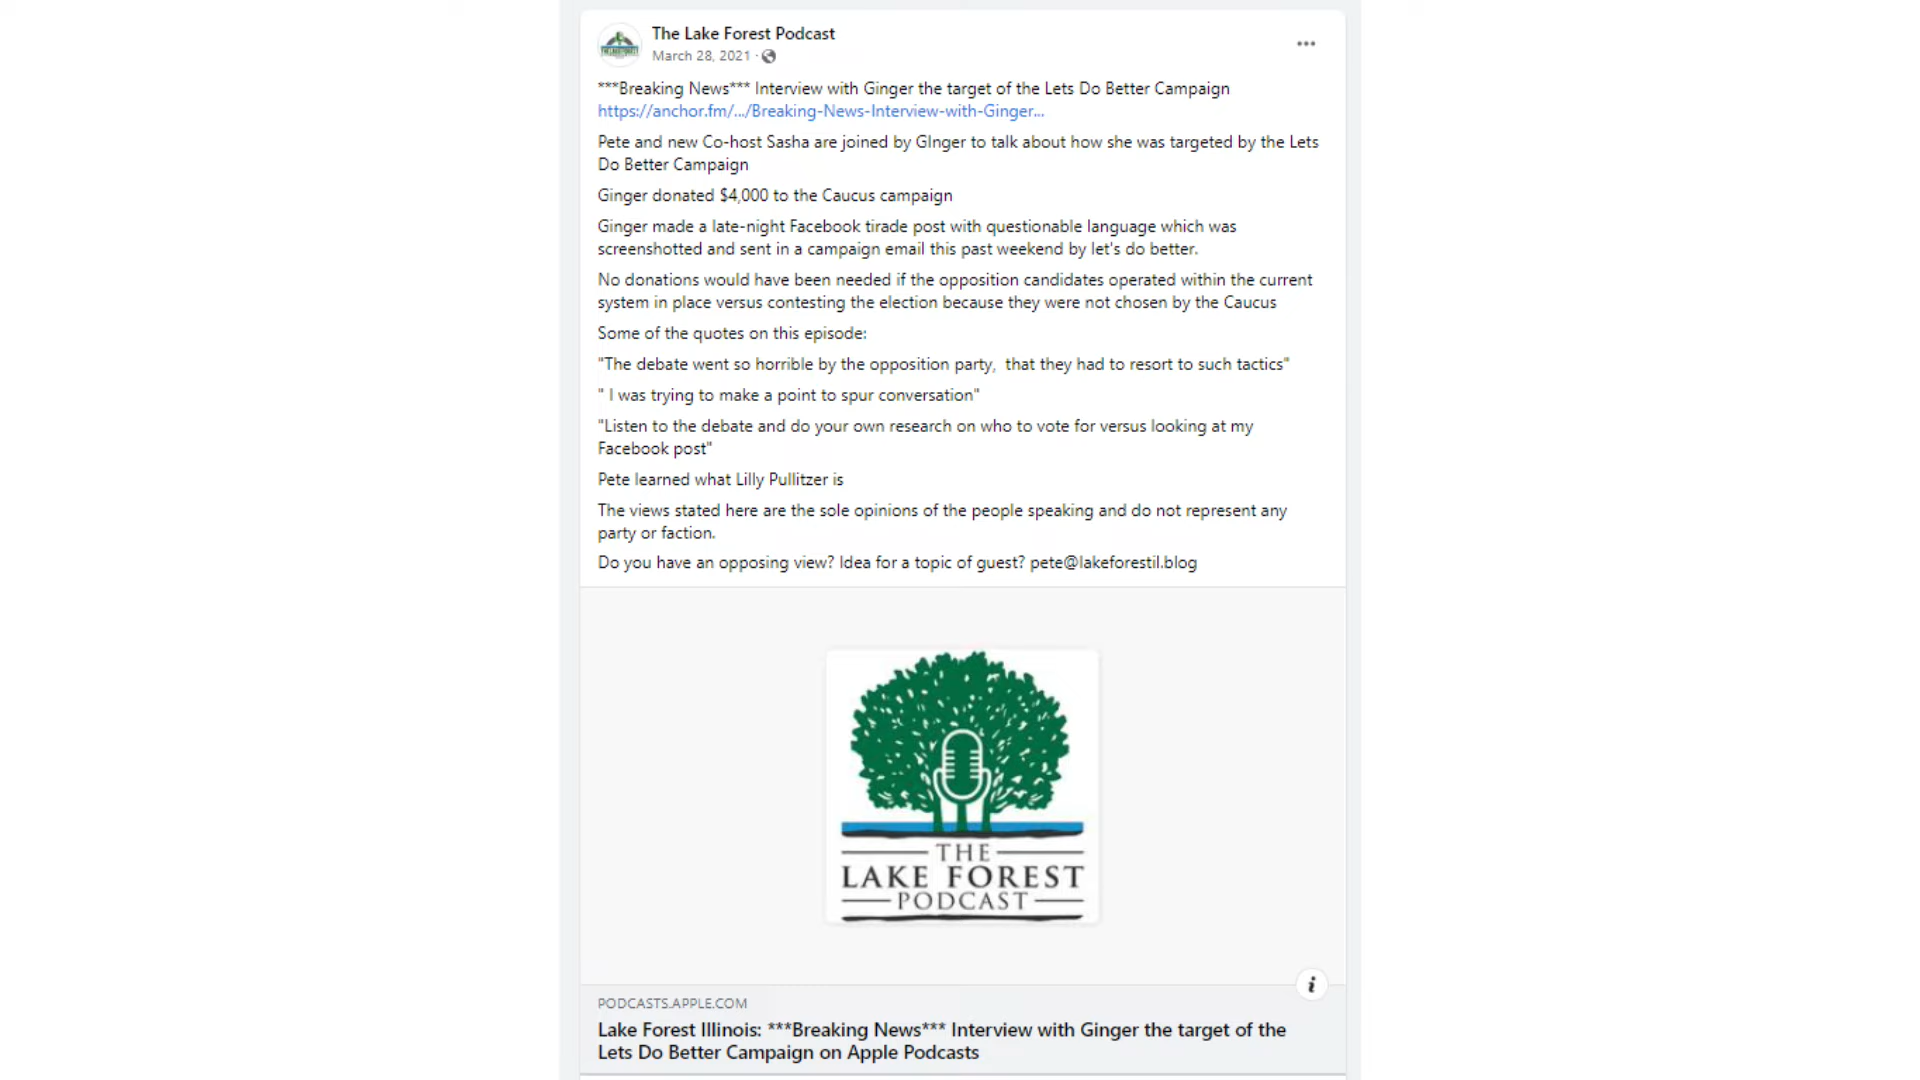 The Lake Forest Podcast
March 28, 2021 ·
***Breaking News*** Interview with Ginger the target of the Lets Do Better Campaign
https://anchor.fm/.../Breaking-News-Interview-with-Ginger...
Pete and new Co-host Sasha are joined by GInger to talk about how she was targeted by the Lets
Do Better Campaign
Ginger donated $4,000 to the Caucus campaign
Ginger made a late-night Facebook tirade post with questionable language which was
screenshotted and sent in a campaign email this past weekend by let's do better.
No donations would have been needed if the opposition candidates operated within the current
system in place versus contesting the election because they were not chosen by the Caucus
Some of the quotes on this episode:
"The debate went so horrible by the opposition party,  that they had to resort to such tactics"
" I was trying to make a point to spur conversation"
"Listen to the debate and do your own research on who to vote for versus looking at my
Facebook post"
Pete learned what Lilly Pullitzer is
The views stated here are the sole opinions of the people speaking and do not represent any
party or faction.
Do you have an opposing view? Idea for a topic of guest? pete@lakeforestil.blog
THE
LAKE FOREST
PODCAST
i
PODCASTS.APPLE.COM
Lake Forest Illinois: ***Breaking News*** Interview with Ginger the target of the
Lets Do Better Campaign on Apple Podcasts